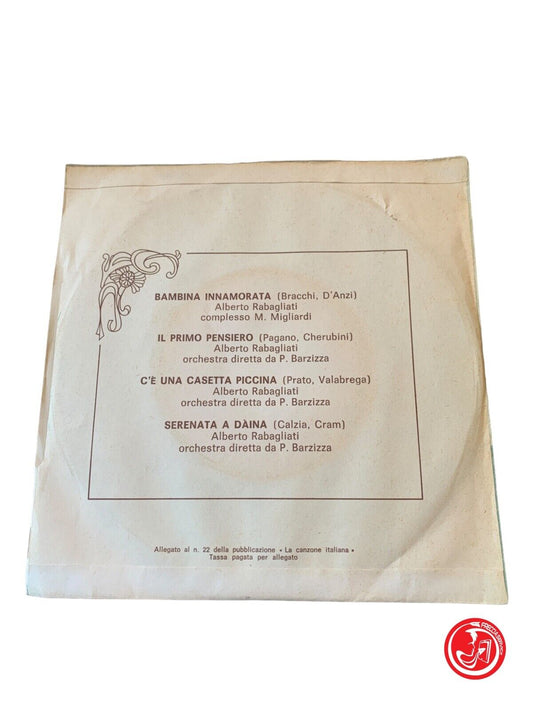 BAMBINA INNAMORATA (Bracchi, D'Anzi)
Alberto Rabagliati
complesso M. Migliardi
IL PRIMO PENSIERO (Pagano, Cherubini)
Alberto Rabagliati
orchestra diretta da P. Barzizza
C'È UNA CASETTA PICCINA (Prato, Valabrega)
Alberto Rabagliati
orchestra diretta da P. Barzizza
SERENATA A DÀINA (Calzia, Cram)
Alberto Rabagliati
orchestra diretta da P. Barzizza
Allegato al n. 22 della pubblicazione « La canzone italiana »
Tassa pagata per allegato